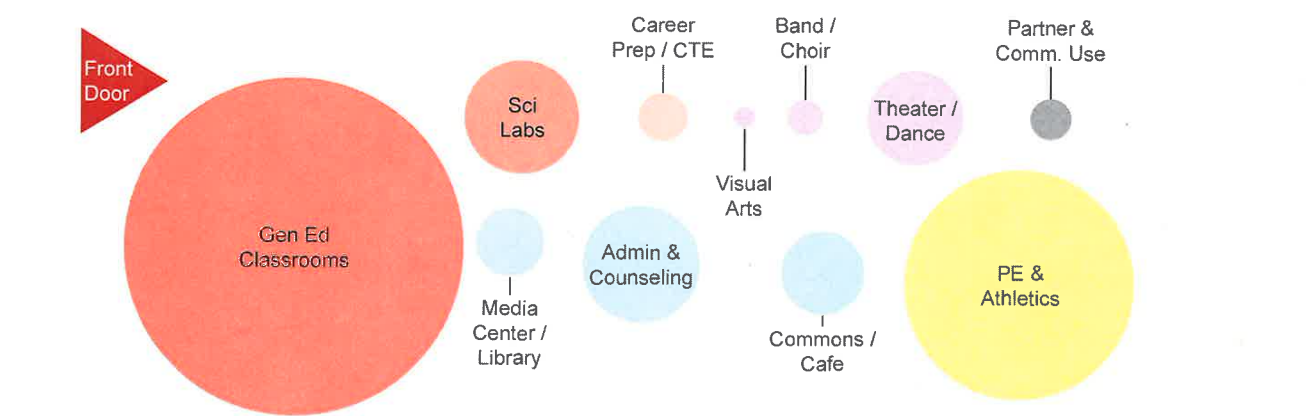 Front
Door
Career
Prep / CTE
Band /
Choir
Partner &
Comm. Use
Sci
Labs
Theater /
Dance
Visual
Arts
Gen Ed
Classrooms
Admin &
Counseling
Media
Center /
Library
Commons /
Cafe
PE &
Athletics